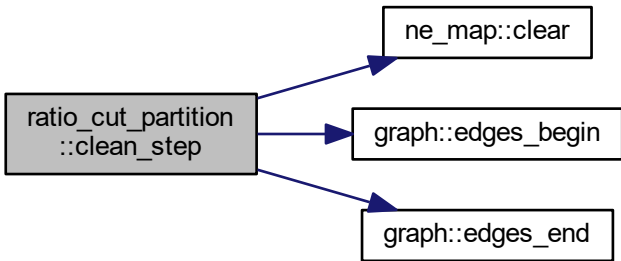 ne_map::clear
ratio_cut_partition
::clean_step
graph::edges_begin
graph::edges_end